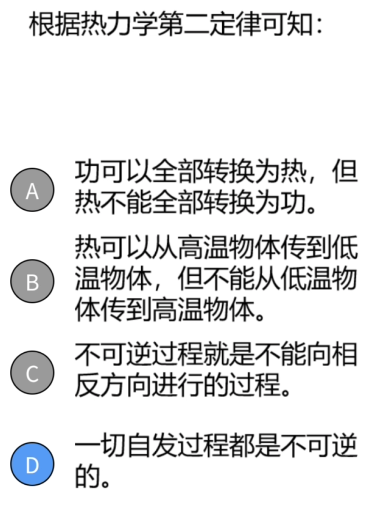 根据热力学第二定律可知：
A 功可以全部转换为热，但
热不能全部转换为功。
B 热可以从高温物体传到低
温物体，但不能从低温物
体传到高温物体。
C 不可逆过程就是不能向相
反方向进行的过程。
D 一切自发过程都是不可逆
的。